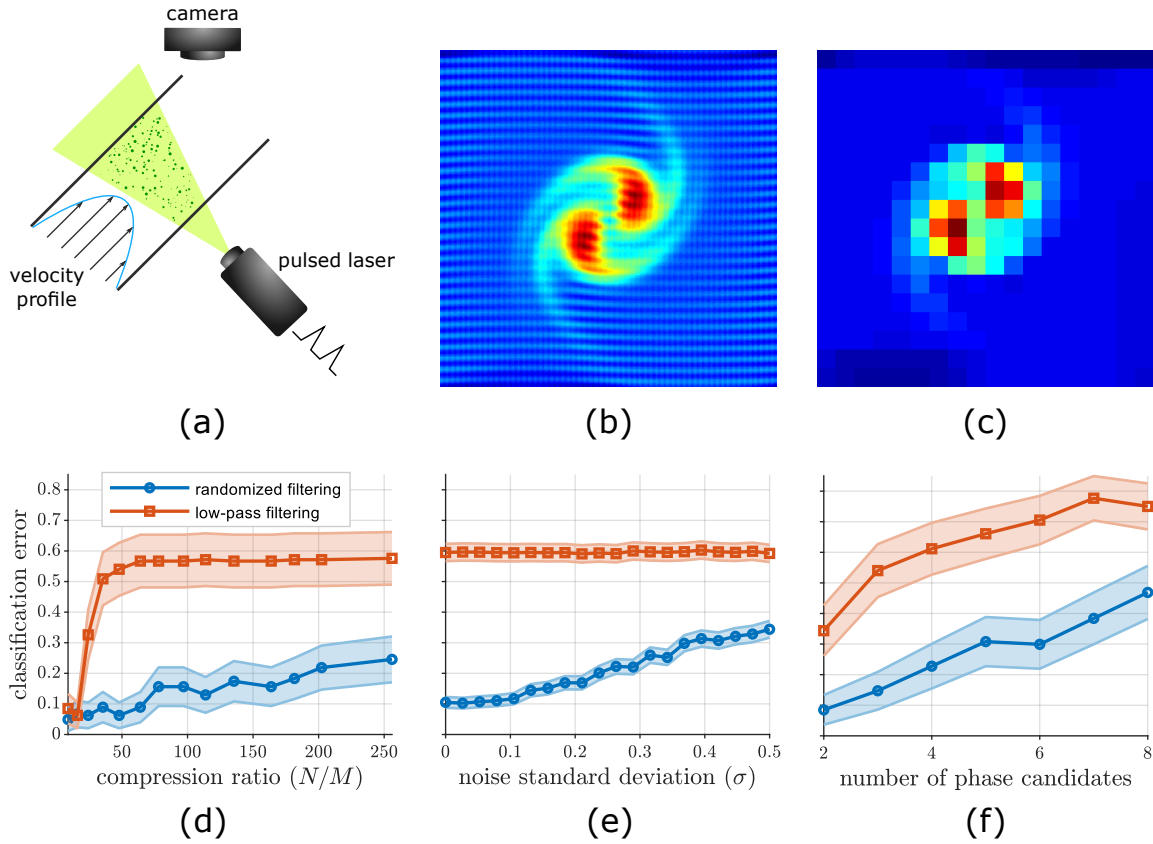 camera
velocity
profile
pulsed laser
(a)
(b)
(c)
classification error
0.8
0.7
0.6
0.5
0.4
0.3
0.2
0.1
0
randomized filtering
low-pass filtering
50
100
150
200
250
compression ratio (N/M)
(d)
0
0.1
0.2
0.3
0.4
0.5
noise standard deviation (σ)
(e)
2
4
6
8
number of phase candidates
(f)